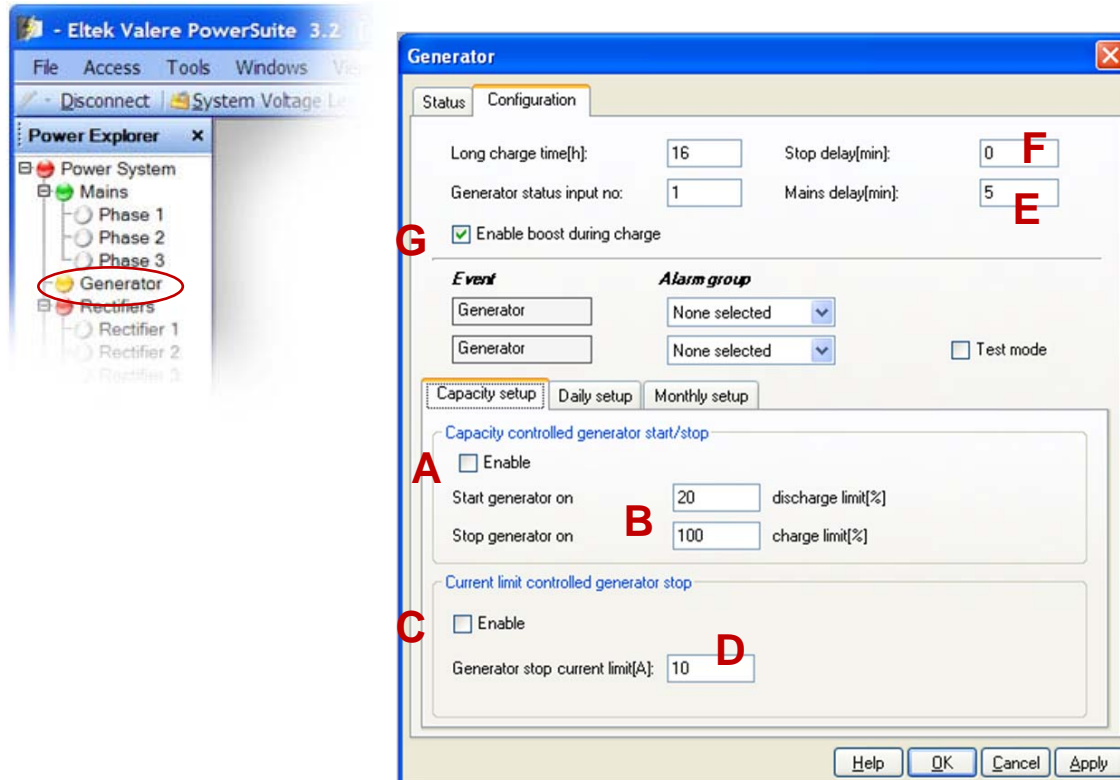 - Eltek Valere PowerSuite 3.2
File Access Tools Windows
Disconnect System Voltage
Power Explorer x
Power System
Mains
Phase 1
Phase 2
Phase 3
Generator
Rectifiers
Rectifier 1
Rectifier 2
Rectifier 3
Generator
Status Configuration
Long charge time[h]: 16 Stop delay[min]: 0 F
Generator status input no: 1 Mains delay[min]: 5 E
G Enable boost during charge
Event Alarm group
Generator None selected
Generator None selected Test mode
Capacity setup Daily setup Monthly setup
Capacity controlled generator start/stop
A Enable
Start generator on 20 discharge limit[%]
B
Stop generator on 100 charge limit[%]
Current limit controlled generator stop
C Enable
D
Generator stop current limit[A]: 10
Help OK Cancel Apply